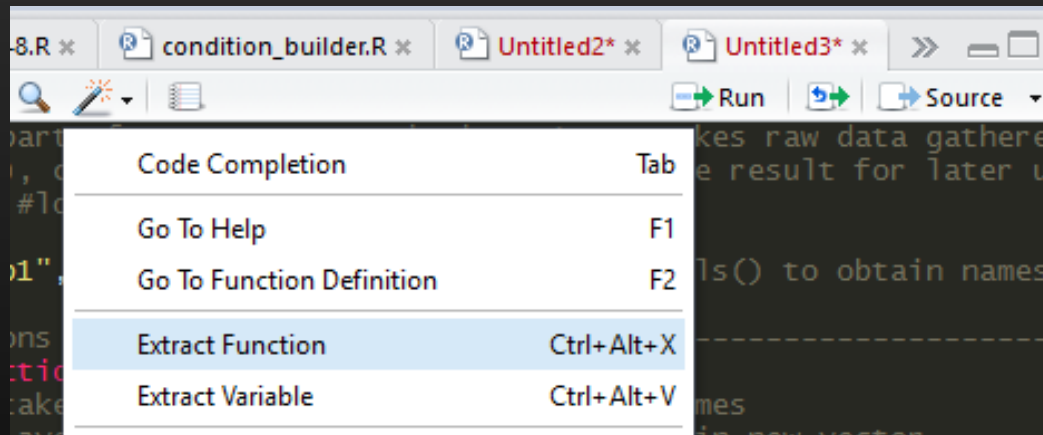 -8.R × condition_builder.R × Untitled2* × Untitled3* × »
Run Source
kes raw data gathere
Code Completion Tab
e result for later u
Go To Help F1
Go To Function Definition F2
ls() to obtain names
Extract Function Ctrl+Alt+X
Extract Variable Ctrl+Alt+V
mes